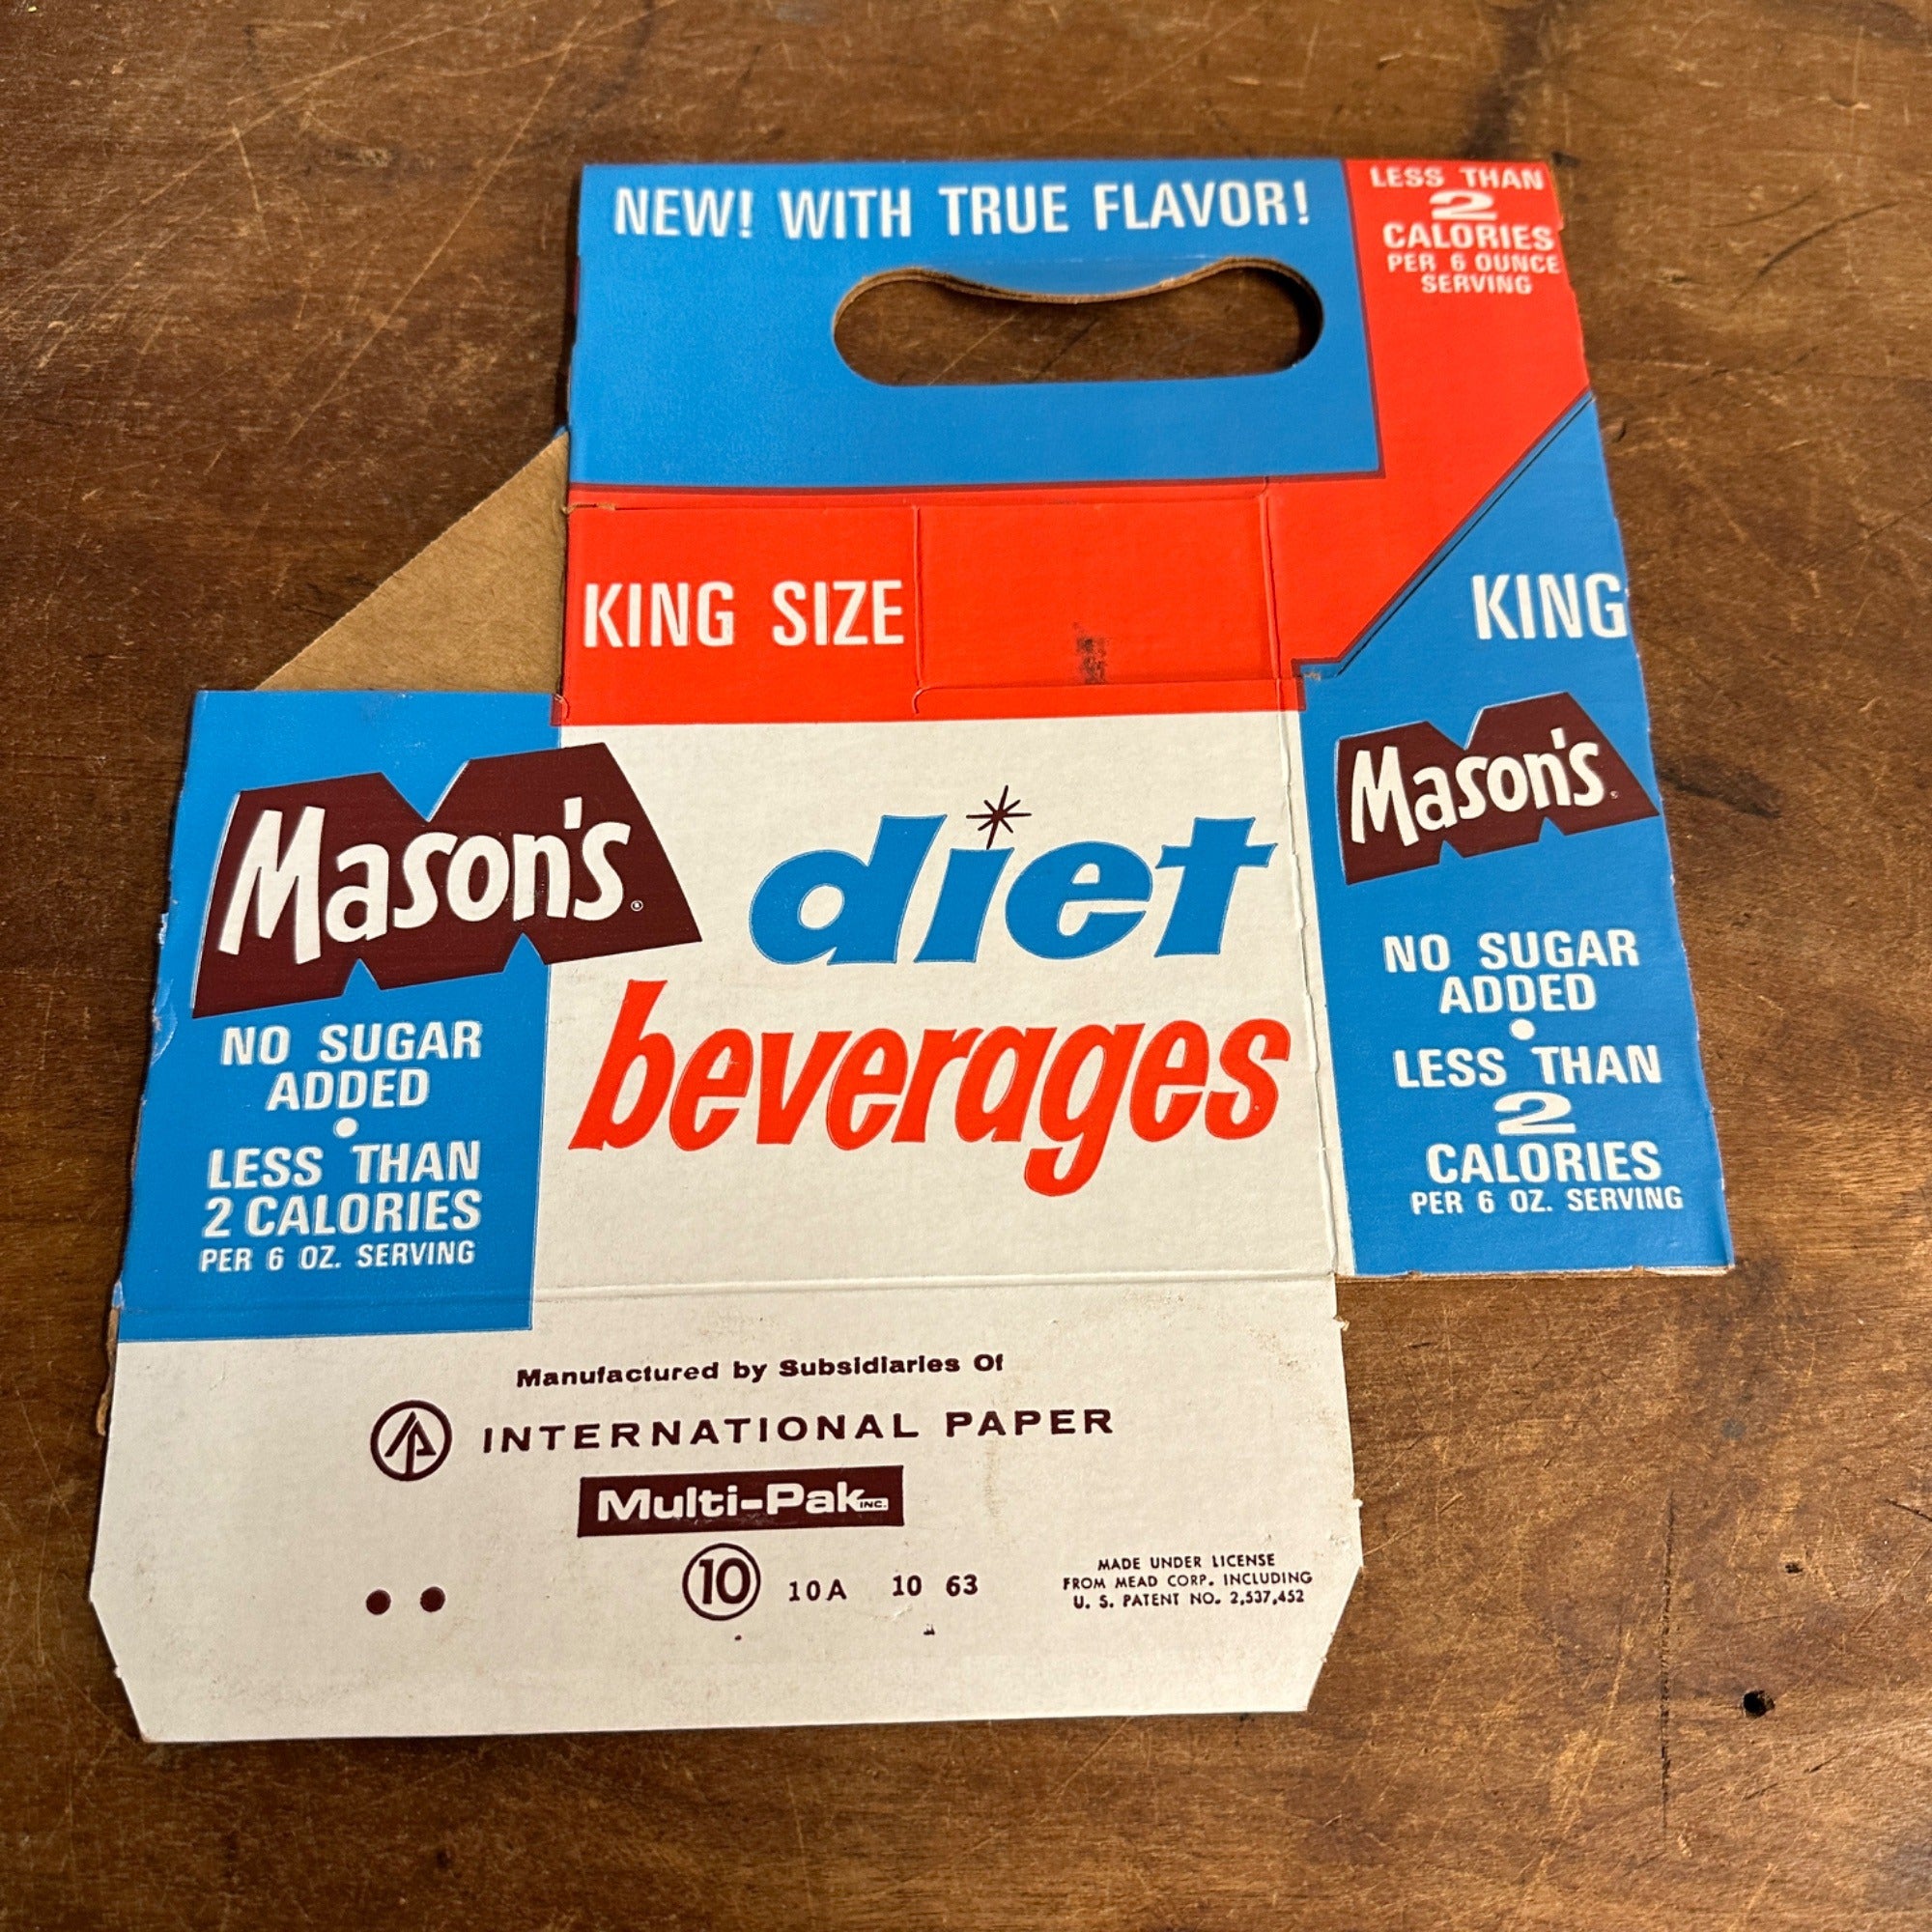 NEW! WITH TRUE FLAVOR!
LESS THAN
2
CALORIES
PER 6 OUNCE
SERVING
KING SIZE
KING
Mason's®
diet
beverages
NO SUGAR
ADDED
•
LESS THAN
2 CALORIES
PER 6 OZ. SERVING
Mason's
NO SUGAR
ADDED
•
LESS THAN
2
CALORIES
PER 6 OZ. SERVING
Manufactured by Subsidiaries Of
INTERNATIONAL PAPER
Multi-Pak INC.
10 10A 10 63
MADE UNDER LICENSE
FROM MEAD CORP. INCLUDING
U. S. PATENT NO. 2,537,452